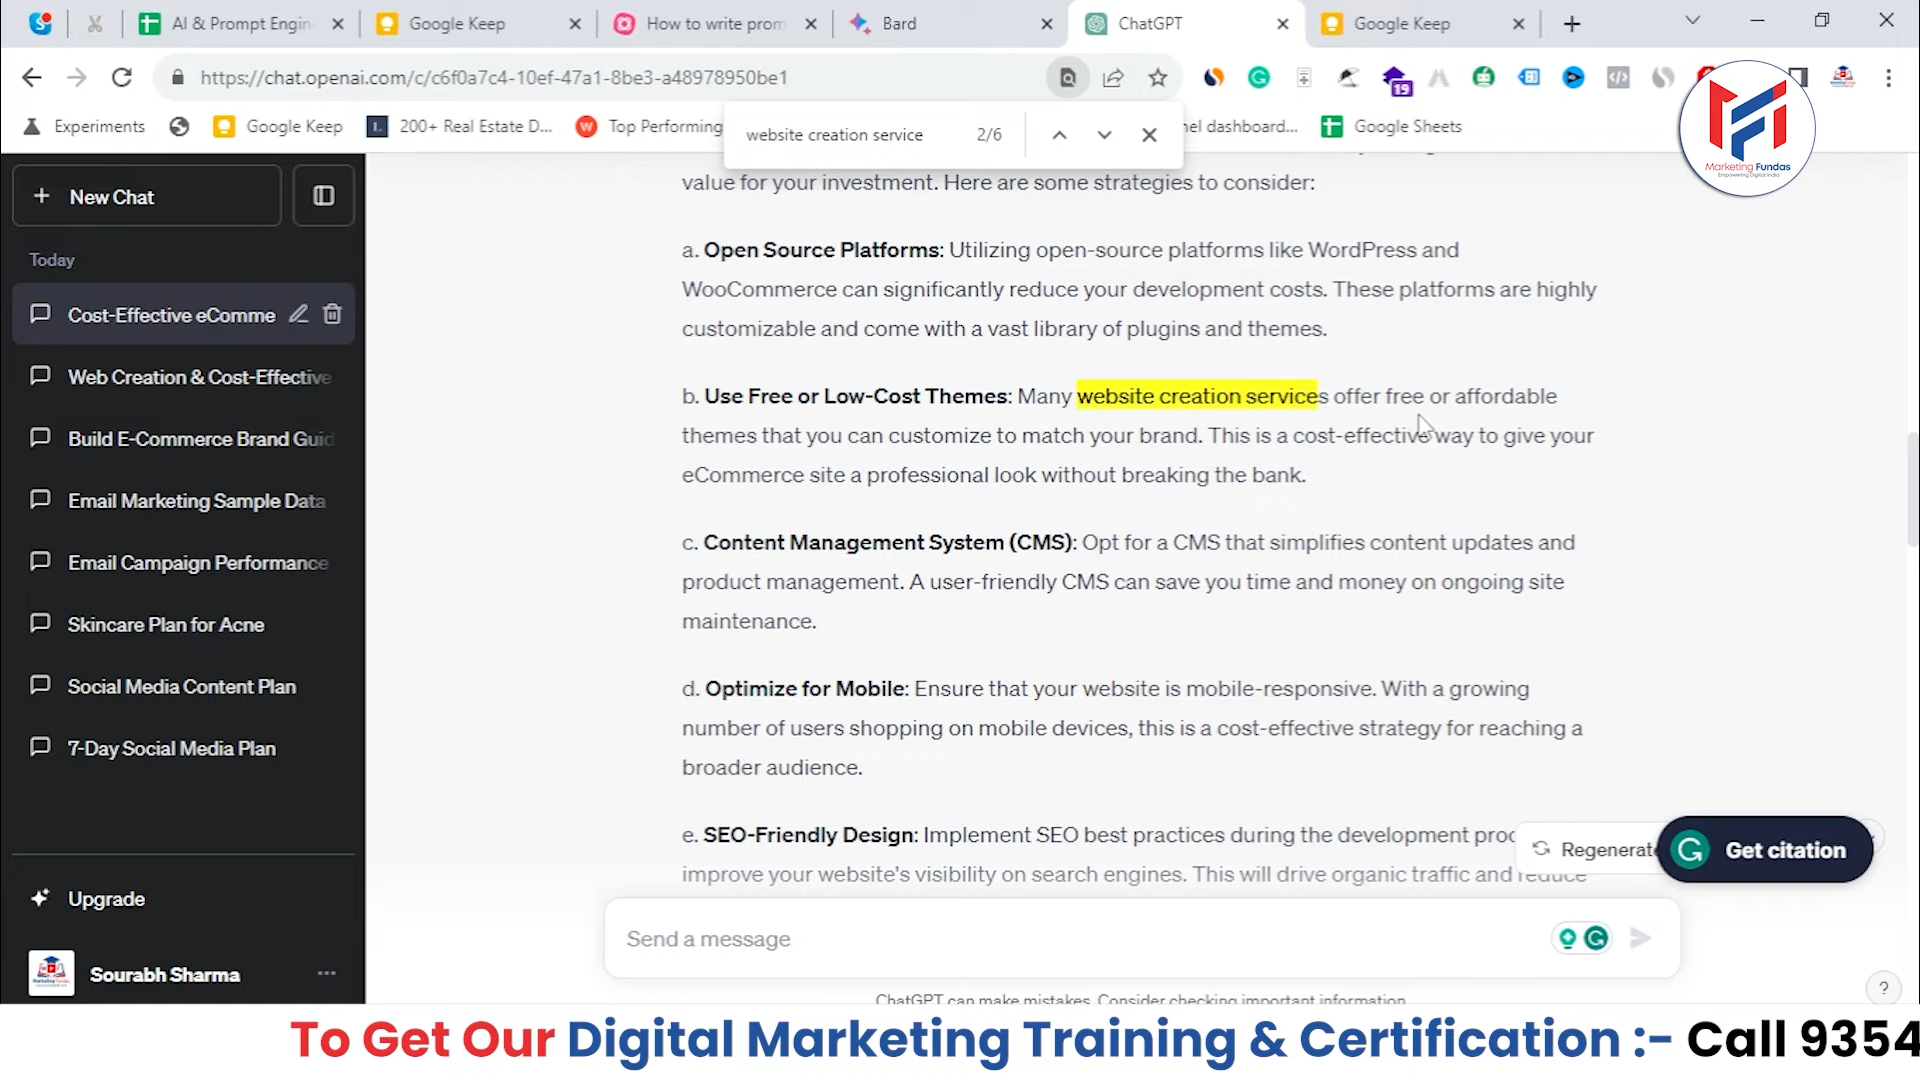 AI & Prompt Engin
Google Keep
How to write prom
Bard
ChatGPT
Google Keep
https://chat.openai.com/c/c6f0a7c4-10ef-47a1-8be3-a48978950be1
19
Experiments
Google Keep
200+ Real Estate D...
Top Performing
nel dashboard...
Google Sheets
website creation service
2/6
Marketing Fundas
Empowering Digital India
New Chat
Today
Cost-Effective eComme
Web Creation & Cost-Effective
Build E-Commerce Brand Guid
Email Marketing Sample Data
Email Campaign Performance
Skincare Plan for Acne
Social Media Content Plan
7-Day Social Media Plan
Upgrade
Sourabh Sharma
value for your investment. Here are some strategies to consider:
a. Open Source Platforms: Utilizing open-source platforms like WordPress and
WooCommerce can significantly reduce your development costs. These platforms are highly
customizable and come with a vast library of plugins and themes.
b. Use Free or Low-Cost Themes: Many website creation services offer free or affordable
themes that you can customize to match your brand. This is a cost-effective way to give your
eCommerce site a professional look without breaking the bank.
c. Content Management System (CMS): Opt for a CMS that simplifies content updates and
product management. A user-friendly CMS can save you time and money on ongoing site
maintenance.
d. Optimize for Mobile: Ensure that your website is mobile-responsive. With a growing
number of users shopping on mobile devices, this is a cost-effective strategy for reaching a
broader audience.
e. SEO-Friendly Design: Implement SEO best practices during the development proc
improve your website's visibility on search engines. This will drive organic traffic and reduce
Regenerate
Get citation
Send a message
?
ChatGPT can make mistakes. Consider checking important information.
To Get Our Digital Marketing Training & Certification :- Call 9354